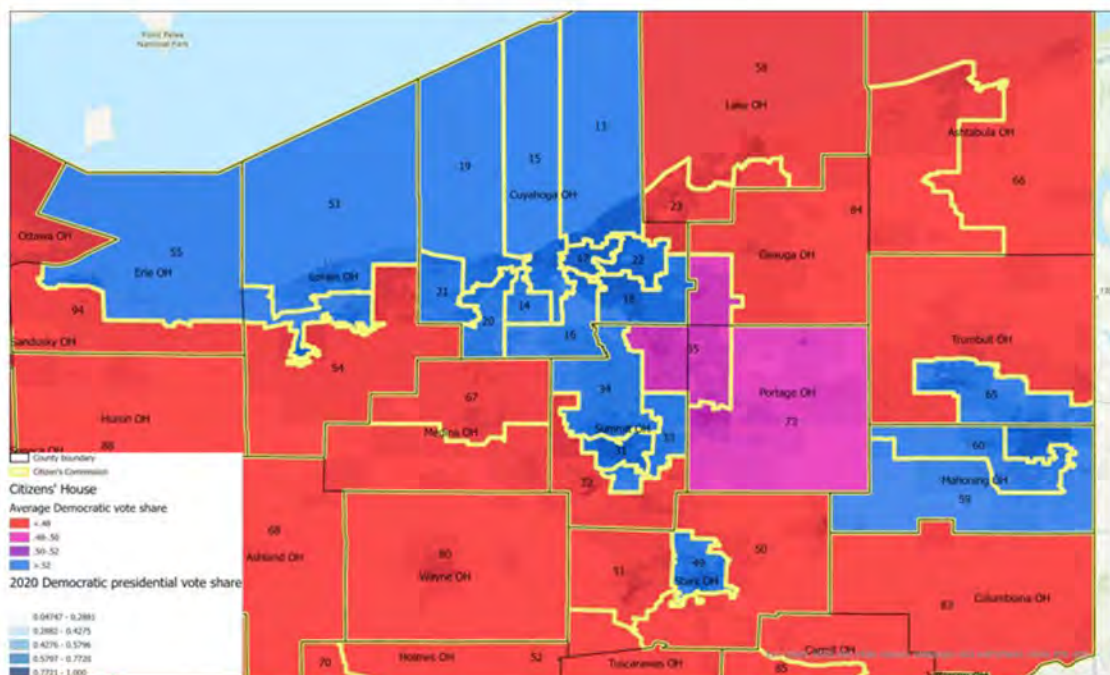 National Park
58
Lake OH
13
19
15
Cuyahoga OH
53
Ashtabula OH
66
23
84
Ottawa OH
55
Erie OH
Lorain OH
17
22
Geauga OH
21
18
14
20
16
94
Sandusky OH
54
34
Trumbull OH
67
Portage OH
65
Huron OH
Medina OH
Summit OH
72
33
31
60
88
32
Mahoning OH
59
County boundary
Citizen's Commission
Citizens' House
Average Democratic vote share
<.48
.48-.50
.50-.52
>.52
68
Ashland OH
80
Wayne OH
51
49
50
Stark OH
83
Columbiana OH
2020 Democratic presidential vote share
0.04747 - 0.2881
0.2882 - 0.4275
0.4276 - 0.5796
0.5797 - 0.7720
0.7721 - 1.000
70
Holmes OH
52
Tuscarawas OH
Carroll OH
85